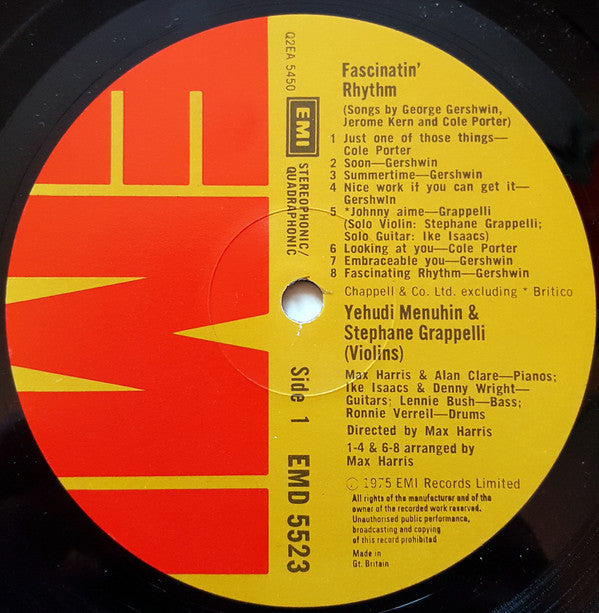 Q2EA 5450
EMI
STEREOPHONIC/
QUADRAPHONIC
Side 1
EMD 5523
Fascinatin'
Rhythm
(Songs by George Gershwin,
Jerome Kern and Cole Porter)
1 Just one of those things—
Cole Porter
2 Soon—Gershwin
3 Summertime—Gershwin
4 Nice work if you can get it—
Gershwin
5 *Johnny aime—Grappelli
(Solo Violin: Stephane Grappelli;
Solo Guitar: Ike Isaacs)
6 Looking at you—Cole Porter
7 Embraceable you—Gershwin
8 Fascinating Rhythm—Gershwin
Chappell & Co. Ltd. excluding * Britico
Yehudi Menuhin &
Stephane Grappelli
(Violins)
Max Harris & Alan Clare—Pianos;
Ike Isaacs & Denny Wright—
Guitars; Lennie Bush—Bass;
Ronnie Verreil—Drums
Directed by Max Harris
1-4 & 6-8 arranged by
Max Harris
℗ 1975 EMI Records Limited
All rights of the manufacturer and of the
owner of the recorded work reserved.
Unauthorised public performance,
broadcasting and copying
of this record prohibited
Made in
Gt. Britain
EMI